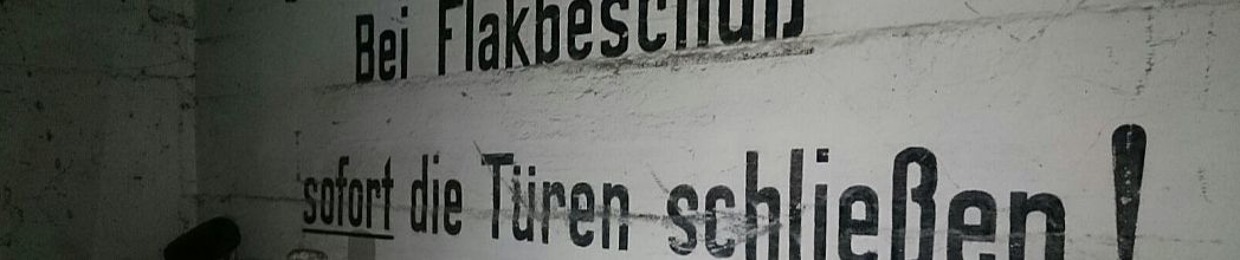 Bei Flakbeschuß
sofort die Türen schließen!